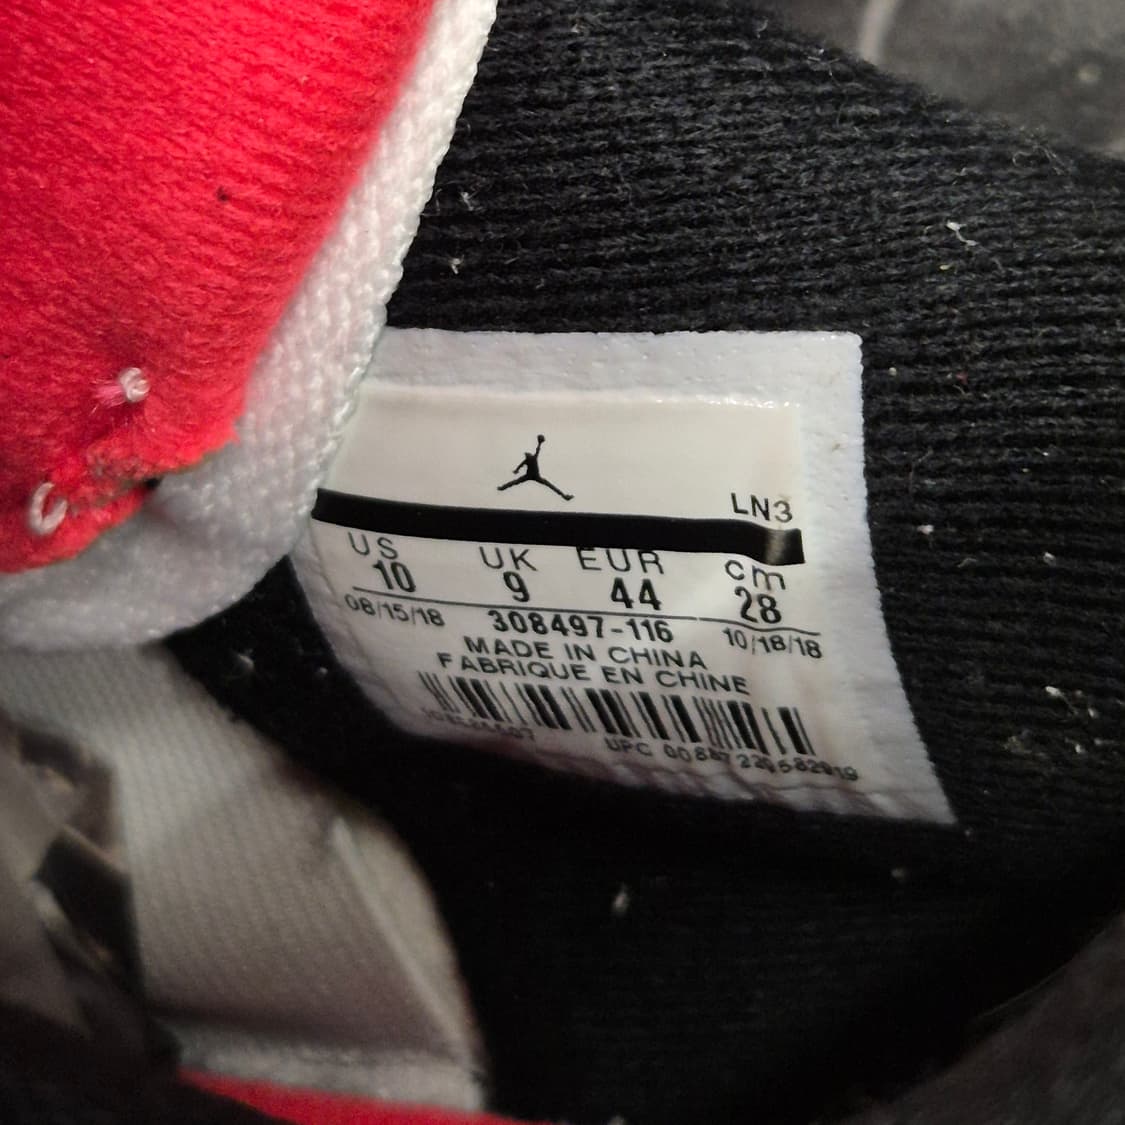 LN3
US UK EUR cm
10 9 44 28
08/15/18 308497-116 10/18/18
MADE IN CHINA
FABRIQUE EN CHINE
UPC